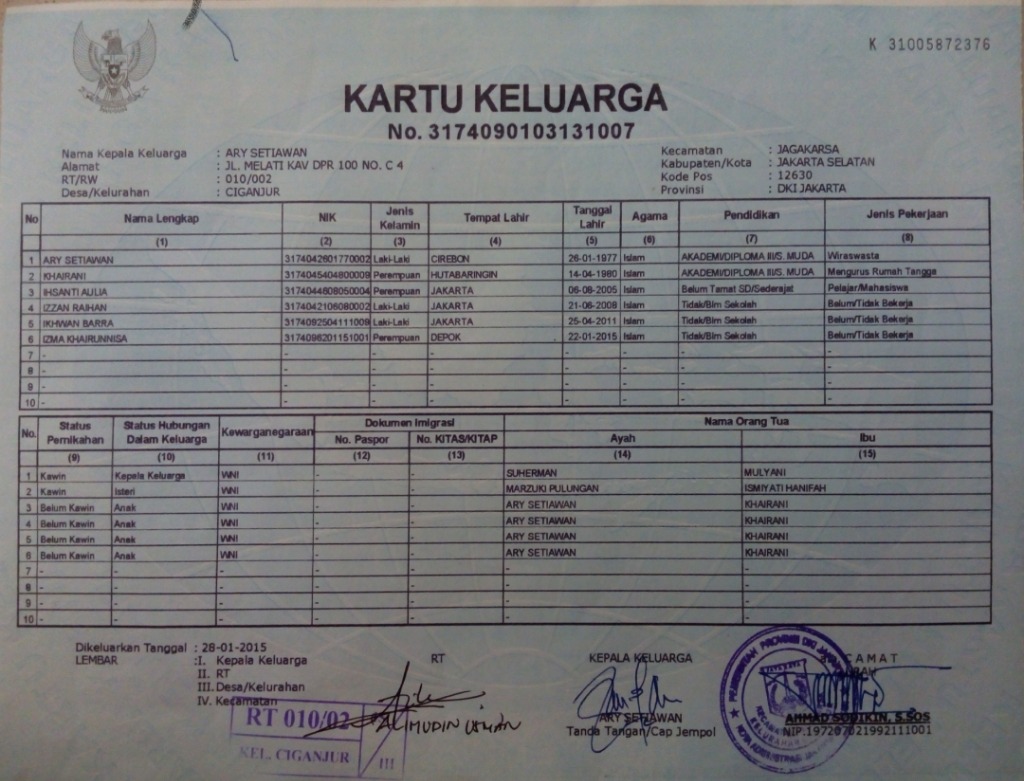 K 31005872376
KARTU KELUARGA
No. 3174090103131007
Nama Kepala Keluarga : ARY SETIAWAN Kecamatan : JAGAKARSA
Alamat : JL. MELATI KAV DPR 100 NO. C 4 Kabupaten/Kota : JAKARTA SELATAN
RT/RW : 010/002 Kode Pos : 12630
Desa/Kelurahan : CIGANJUR Provinsi : DKI JAKARTA
No Nama Lengkap NIK Jenis Kelamin Tempat Lahir Tanggal Lahir Agama Pendidikan Jenis Pekerjaan
(1) (2) (3) (4) (5) (6) (7) (8)
1 ARY SETIAWAN 3174042601770002 Laki-Laki CIREBON 26-01-1977 Islam AKADEMI/DIPLOMA III/S. MUDA Wiraswasta
2 KHAIRANI 3174045404800009 Perempuan HUTABARINGIN 14-04-1980 Islam AKADEMI/DIPLOMA III/S. MUDA Mengurus Rumah Tangga
3 IHSANTI AULIA 3174044608050004 Perempuan JAKARTA 06-08-2005 Islam Belum Tamat SD/Sederajat Pelajar/Mahasiswa
4 IZZAN RAIHAN 3174042106080002 Laki-Laki JAKARTA 21-06-2008 Islam Tidak/Blm Sekolah Belum/Tidak Bekerja
5 IKHWAN BARRA 3174092504111009 Laki-Laki JAKARTA 25-04-2011 Islam Tidak/Blm Sekolah Belum/Tidak Bekerja
6 IZMA KHAIRUNNISA 3174096201151001 Perempuan DEPOK 22-01-2015 Islam Tidak/Blm Sekolah Belum/Tidak Bekerja
7 - - - - - - -
8 - - - - - - -
9 - - - - - - -
10 - - - - - - -
No. Status Pernikahan Status Hubungan Dalam Keluarga Kewarganegaraan Dokumen Imigrasi Nama Orang Tua
No. Paspor No. KITAS/KITAP Ayah Ibu
(9) (10) (11) (12) (13) (14) (15)
1 Kawin Kepala Keluarga WNI - - SUHERMAN MULYANI
2 Kawin Isteri WNI - - MARZUKI PULUNGAN ISMIYATI HANIFAH
3 Belum Kawin Anak WNI - - ARY SETIAWAN KHAIRANI
4 Belum Kawin Anak WNI - - ARY SETIAWAN KHAIRANI
5 Belum Kawin Anak WNI - - ARY SETIAWAN KHAIRANI
6 Belum Kawin Anak WNI - - ARY SETIAWAN KHAIRANI
7 - - - - - - -
8 - - - - - - -
9 - - - - - - -
10 - - - - - - -
Dikeluarkan Tanggal : 28-01-2015
LEMBAR :I. Kepala Keluarga RT KEPALA KELUARGA
II. RT
III. Desa/Kelurahan
IV. Kecamatan
RT 010/02
KEL. CIGANJUR
III
ARY SETIAWAN
Tanda Tangan/Cap Jempol
PEMERINTAH PROVINSI DKI
AHMAD SODIKIN, S.SOS
NIP.197207021992111001